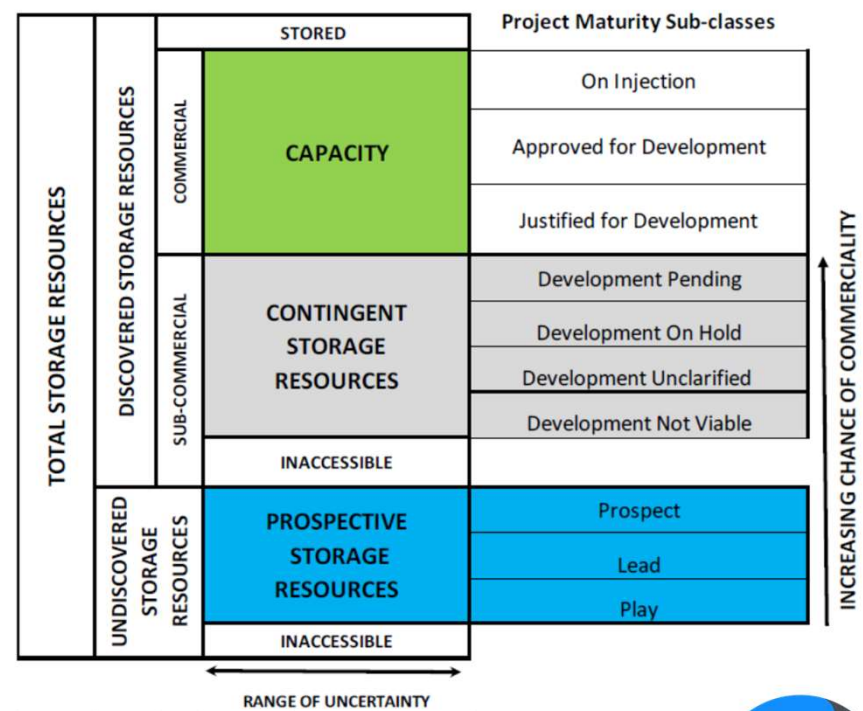 STORED
Project Maturity Sub-classes
TOTAL STORAGE RESOURCES
DISCOVERED STORAGE RESOURCES
COMMERCIAL
CAPACITY
On Injection
Approved for Development
Justified for Development
SUB-COMMERCIAL
CONTINGENT
STORAGE
RESOURCES
Development Pending
Development On Hold
Development Unclarified
Development Not Viable
INACCESSIBLE
UNDISCOVERED
STORAGE
RESOURCES
PROSPECTIVE
STORAGE
RESOURCES
Prospect
Lead
Play
INACCESSIBLE
INCREASING CHANCE OF COMMERCIALITY
RANGE OF UNCERTAINTY